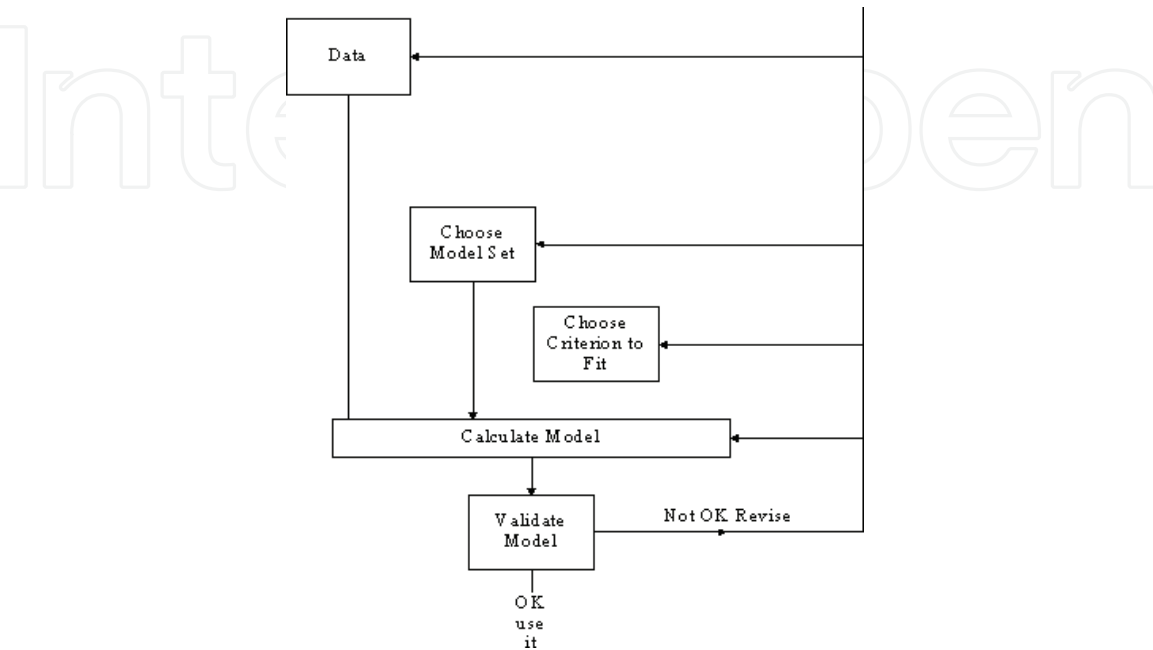 Data
Choose
Model Set
Choose
Criterion to
Fit
Calculate Model
Validate
Model
Not OK Revise
OK
use
it